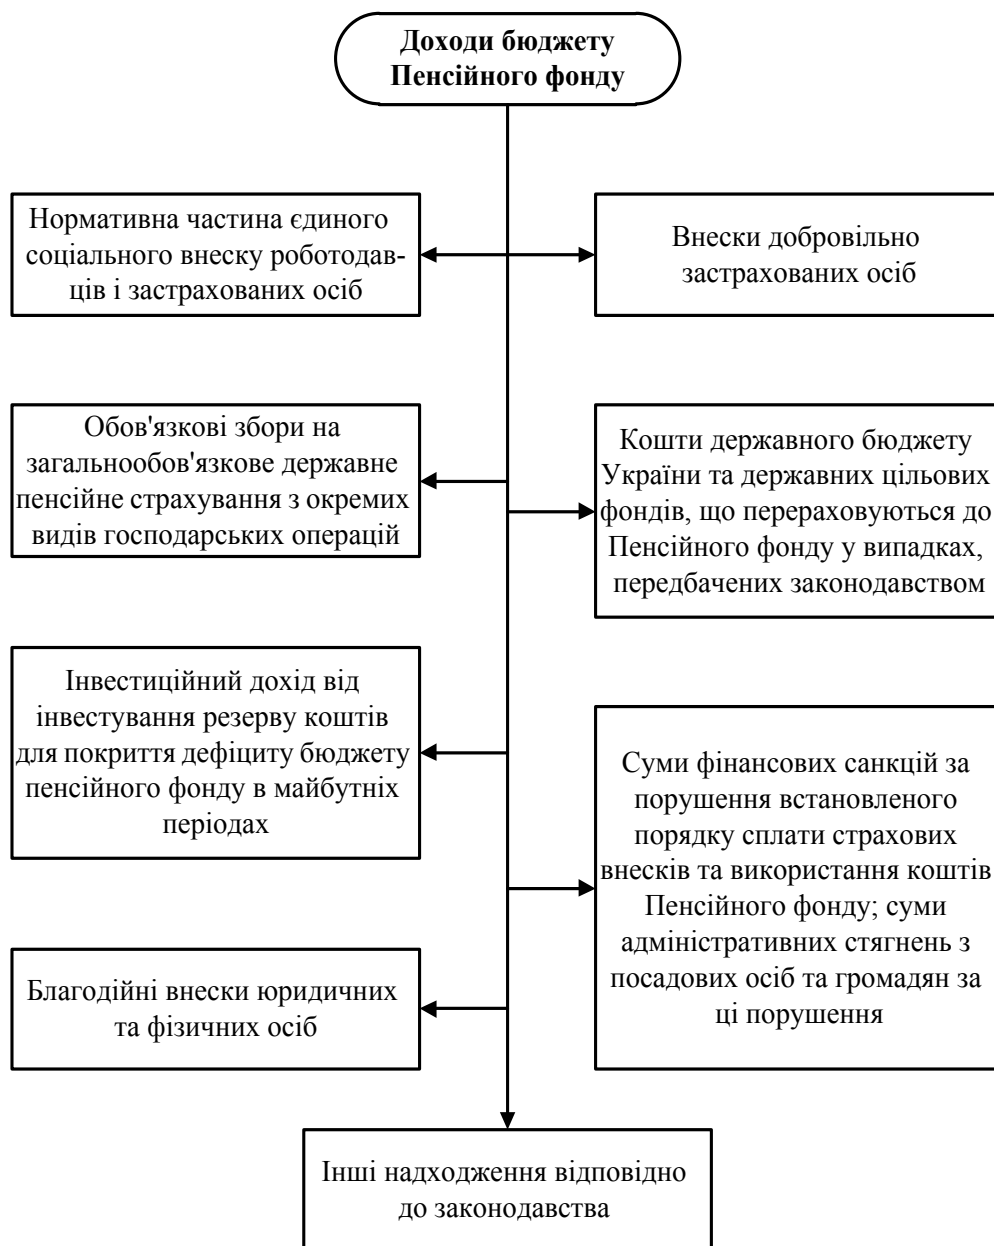 Доходи бюджету
Пенсійного фонду
Нормативна частина єдиного
соціального внеску роботодав-
ців і застрахованих осіб
Внески добровільно
застрахованих осіб
Обов'язкові збори на
загальнообов'язкове державне
пенсійне страхування з окремих
видів господарських операцій
Кошти державного бюджету
України та державних цільових
фондів, що перераховуються до
Пенсійного фонду у випадках,
передбачених законодавством
Інвестиційний дохід від
інвестування резерву коштів
для покриття дефіциту бюджету
пенсійного фонду в майбутніх
періодах
Суми фінансових санкцій за
порушення встановленого
порядку сплати страхових
внесків та використання коштів
Пенсійного фонду; суми
адміністративних стягнень з
посадових осіб та громадян за
ці порушення
Благодійні внески юридичних
та фізичних осіб
Інші надходження відповідно
до законодавства